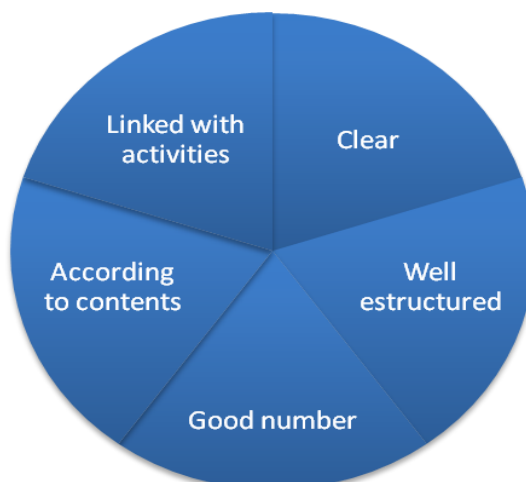 Linked with
activities
Clear
According
to contents
Well
estructured
Good number